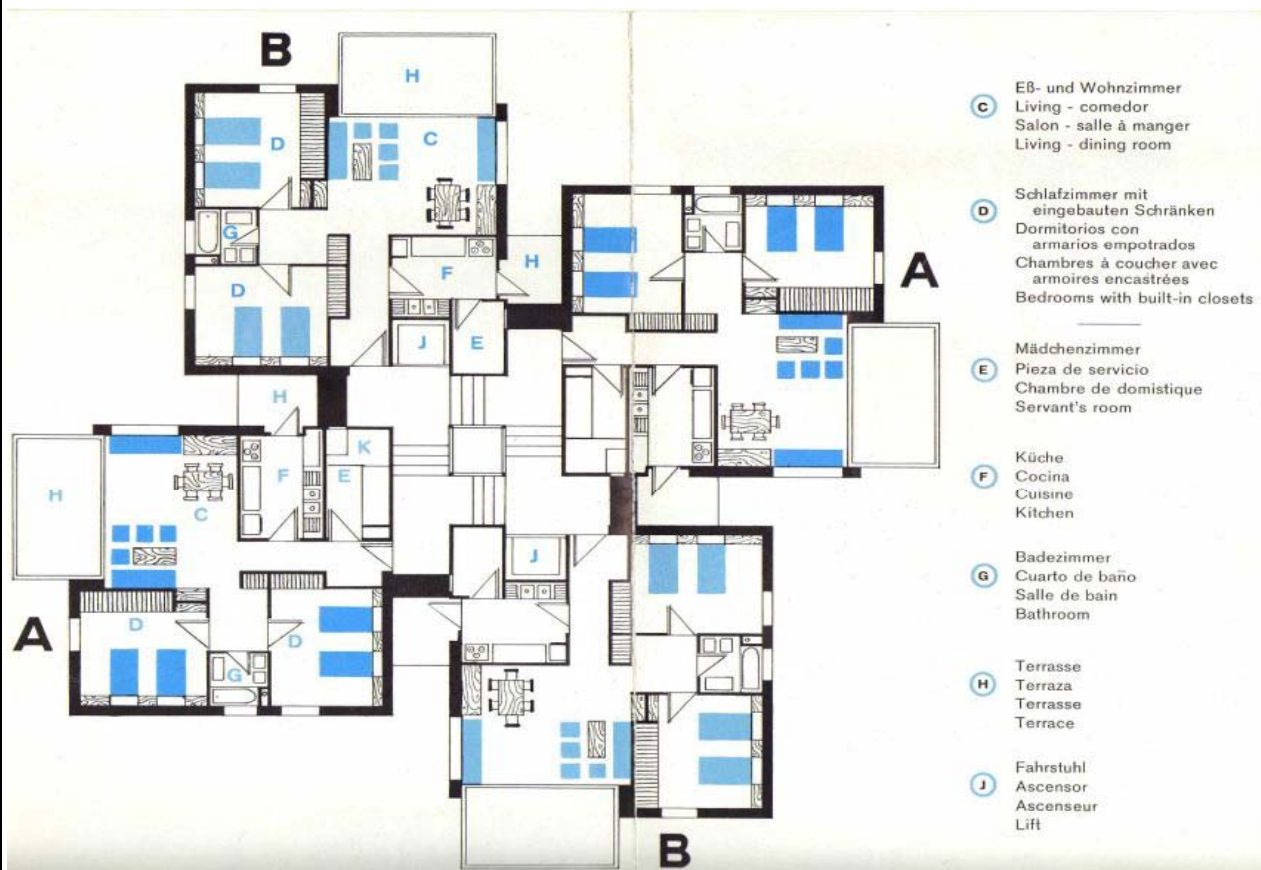 B
H
D
C
G
F
H
D
J
E
A
H
K
F
E
H
C
J
D
D
A
G
B
C
Eß- und Wohnzimmer
Living - comedor
Salon - salle à manger
Living - dining room
D
Schlafzimmer mit
eingebauten Schränken
Dormitorios con
armarios empotrados
Chambres à coucher avec
armoires encastrées
Bedrooms with built-in closets
E
Mädchenzimmer
Pieza de servicio
Chambre de domistique
Servant's room
F
Küche
Cocina
Cuisine
Kitchen
G
Badezimmer
Cuarto de baño
Salle de bain
Bathroom
H
Terrasse
Terraza
Terrasse
Terrace
J
Fahrstuhl
Ascensor
Ascenseur
Lift